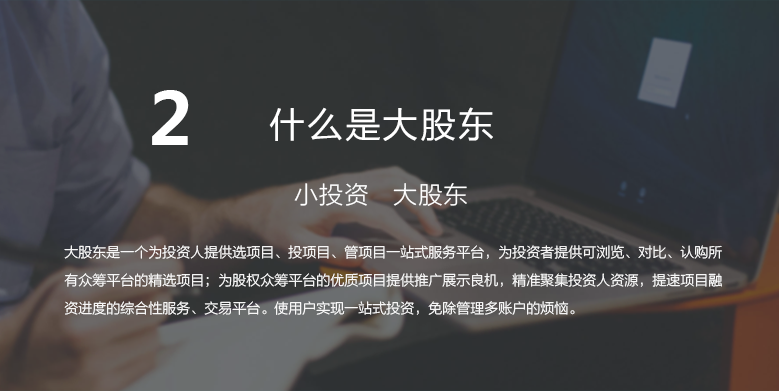 2
什么是大股东
小投资 大股东
大股东是一个为投资人提供选项目、投项目、管项目一站式服务平台，为投资者提供可浏览、对比、认购所
有众筹平台的精选项目；为股权众筹平台的优质项目提供推广展示良机，精准聚集投资人资源，提速项目融
资进度的综合性服务、交易平台。使用户实现一站式投资，免除管理多账户的烦恼。